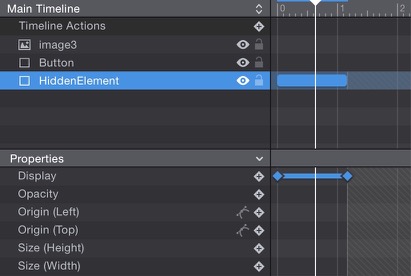 Main Timeline
0 1 2
Timeline Actions
image3
Button
HiddenElement
Properties
Display
Opacity
Origin (Left)
Origin (Top)
Size (Height)
Size (Width)